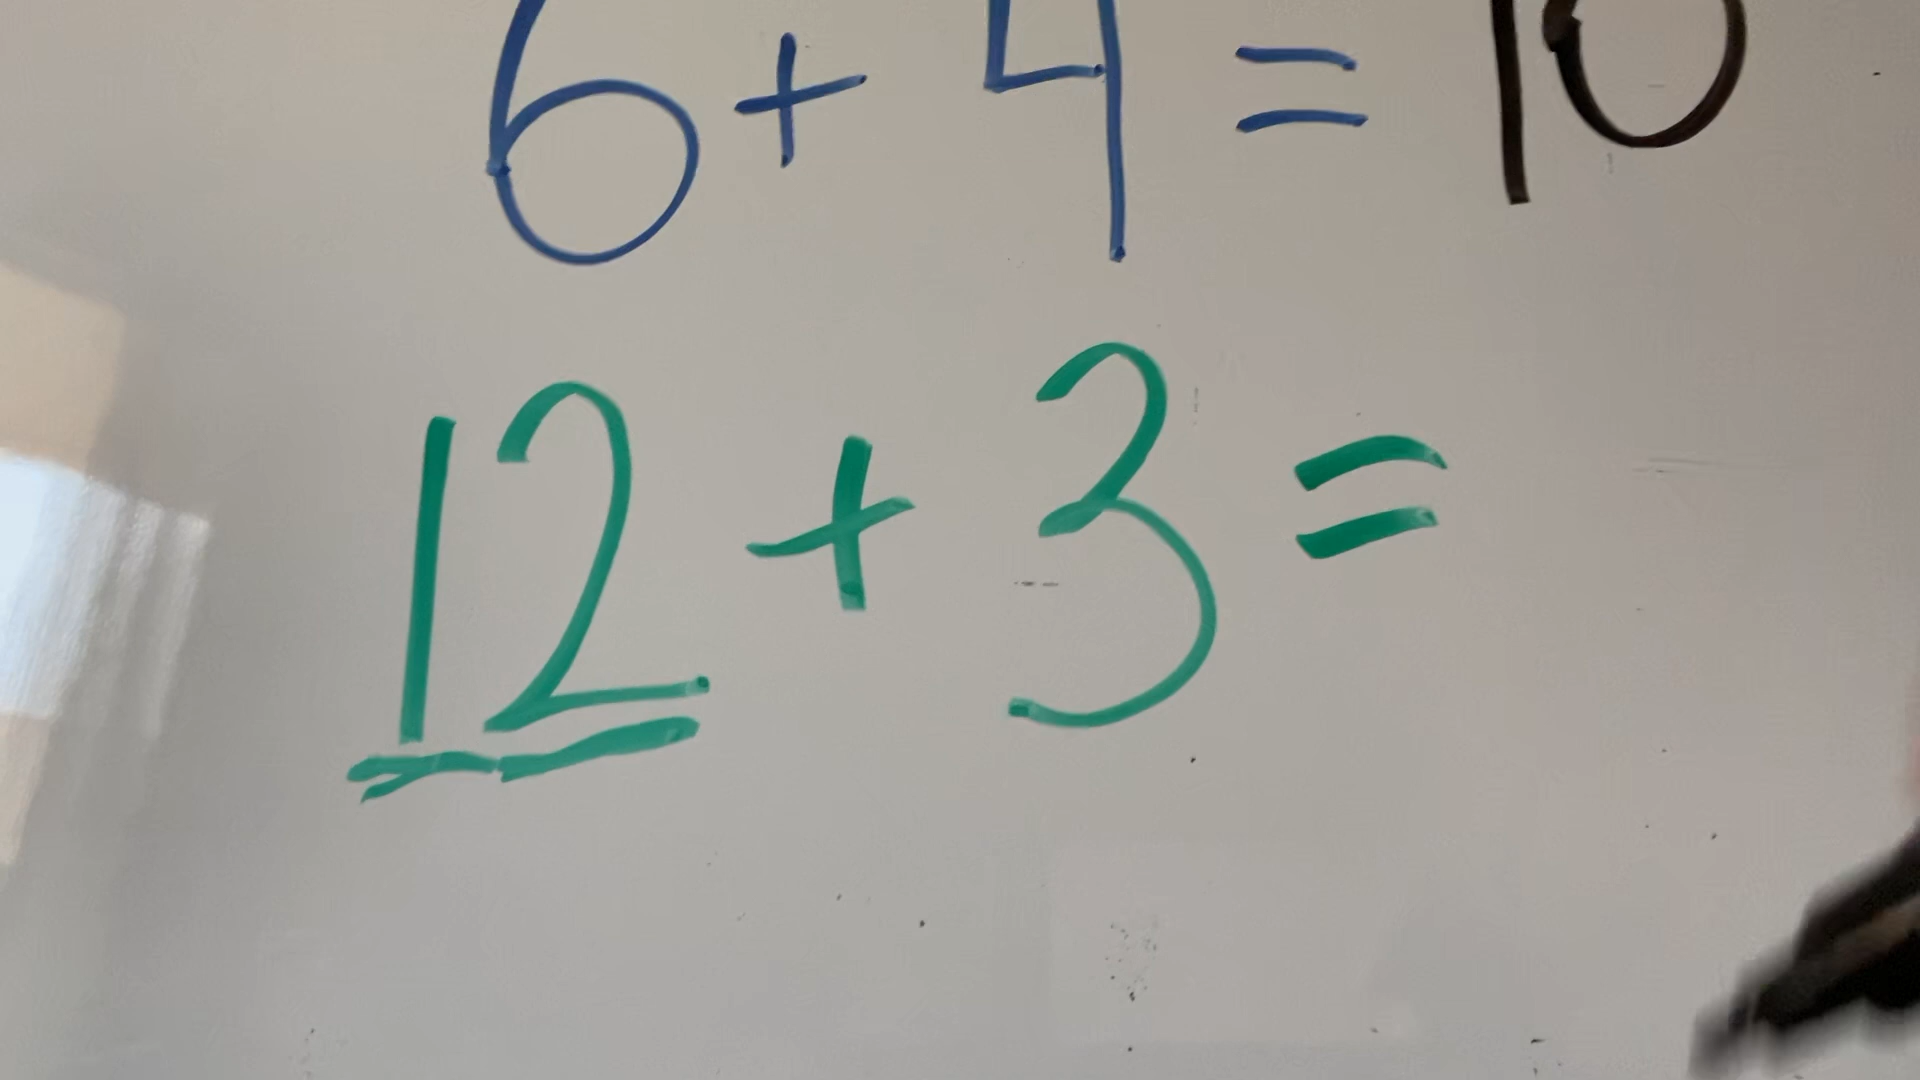 6 + 4 = 10
12 + 3 =